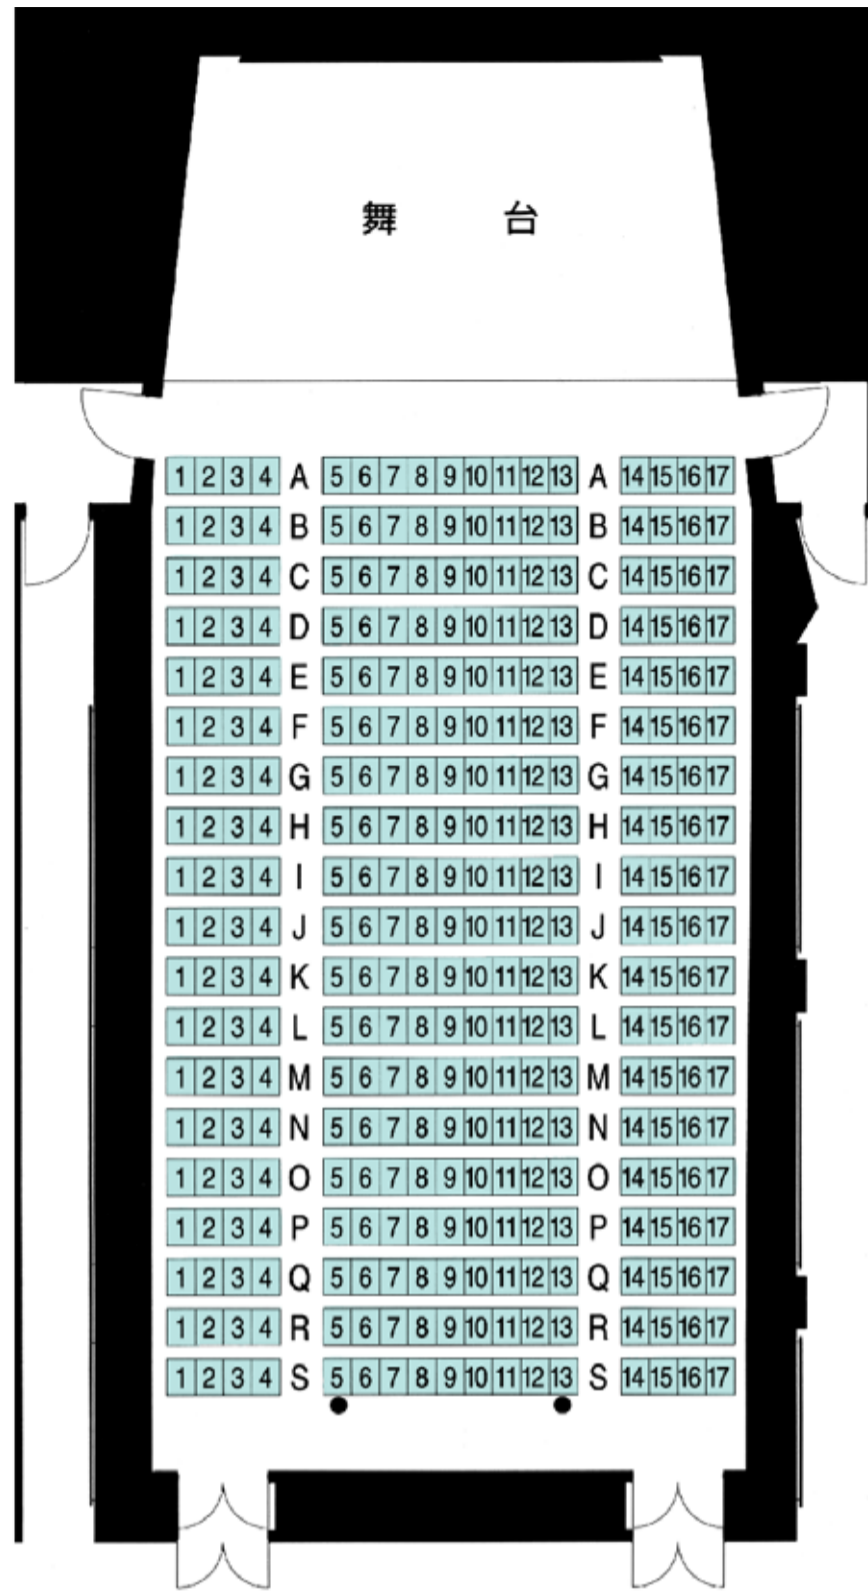 舞 台
1 2 3 4 A 5 6 7 8 9 10 11 12 13 A 14 15 16 17
1 2 3 4 B 5 6 7 8 9 10 11 12 13 B 14 15 16 17
1 2 3 4 C 5 6 7 8 9 10 11 12 13 C 14 15 16 17
1 2 3 4 D 5 6 7 8 9 10 11 12 13 D 14 15 16 17
1 2 3 4 E 5 6 7 8 9 10 11 12 13 E 14 15 16 17
1 2 3 4 F 5 6 7 8 9 10 11 12 13 F 14 15 16 17
1 2 3 4 G 5 6 7 8 9 10 11 12 13 G 14 15 16 17
1 2 3 4 H 5 6 7 8 9 10 11 12 13 H 14 15 16 17
1 2 3 4 I 5 6 7 8 9 10 11 12 13 I 14 15 16 17
1 2 3 4 J 5 6 7 8 9 10 11 12 13 J 14 15 16 17
1 2 3 4 K 5 6 7 8 9 10 11 12 13 K 14 15 16 17
1 2 3 4 L 5 6 7 8 9 10 11 12 13 L 14 15 16 17
1 2 3 4 M 5 6 7 8 9 10 11 12 13 M 14 15 16 17
1 2 3 4 N 5 6 7 8 9 10 11 12 13 N 14 15 16 17
1 2 3 4 O 5 6 7 8 9 10 11 12 13 O 14 15 16 17
1 2 3 4 P 5 6 7 8 9 10 11 12 13 P 14 15 16 17
1 2 3 4 Q 5 6 7 8 9 10 11 12 13 Q 14 15 16 17
1 2 3 4 R 5 6 7 8 9 10 11 12 13 R 14 15 16 17
1 2 3 4 S 5 6 7 8 9 10 11 12 13 S 14 15 16 17